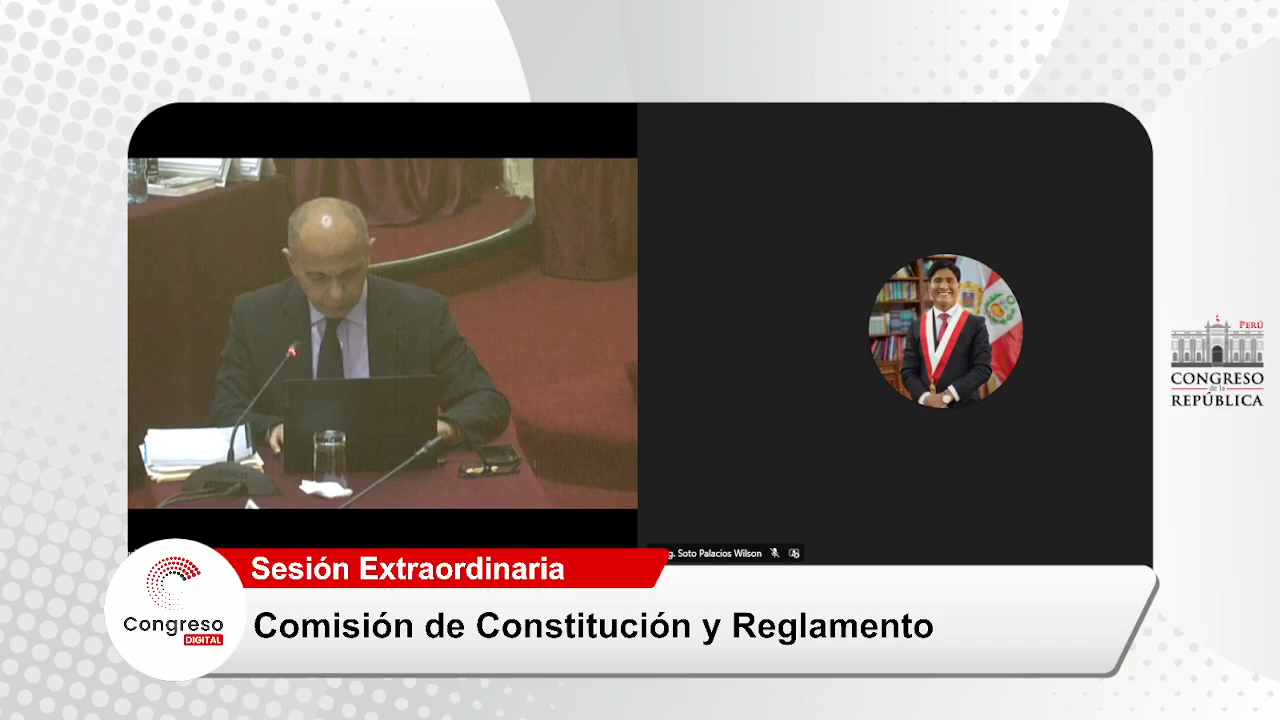 PERÚ
CONGRESO
de la
REPÚBLICA
g. Soto Palacios Wilson
Sesión Extraordinaria
Comisión de Constitución y Reglamento
Congreso
DIGITAL